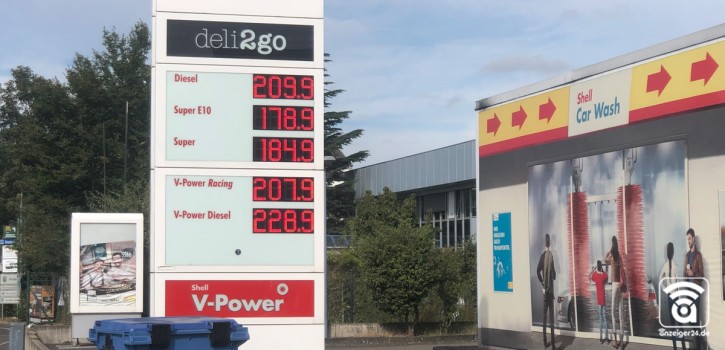 deli2go
Diesel 209.9
Super E10 178.9
Super 184.9
V-Power Racing 207.9
V-Power Diesel 228.9
Shell
V-Power
Shell
Car Wash
anzeiger24.de